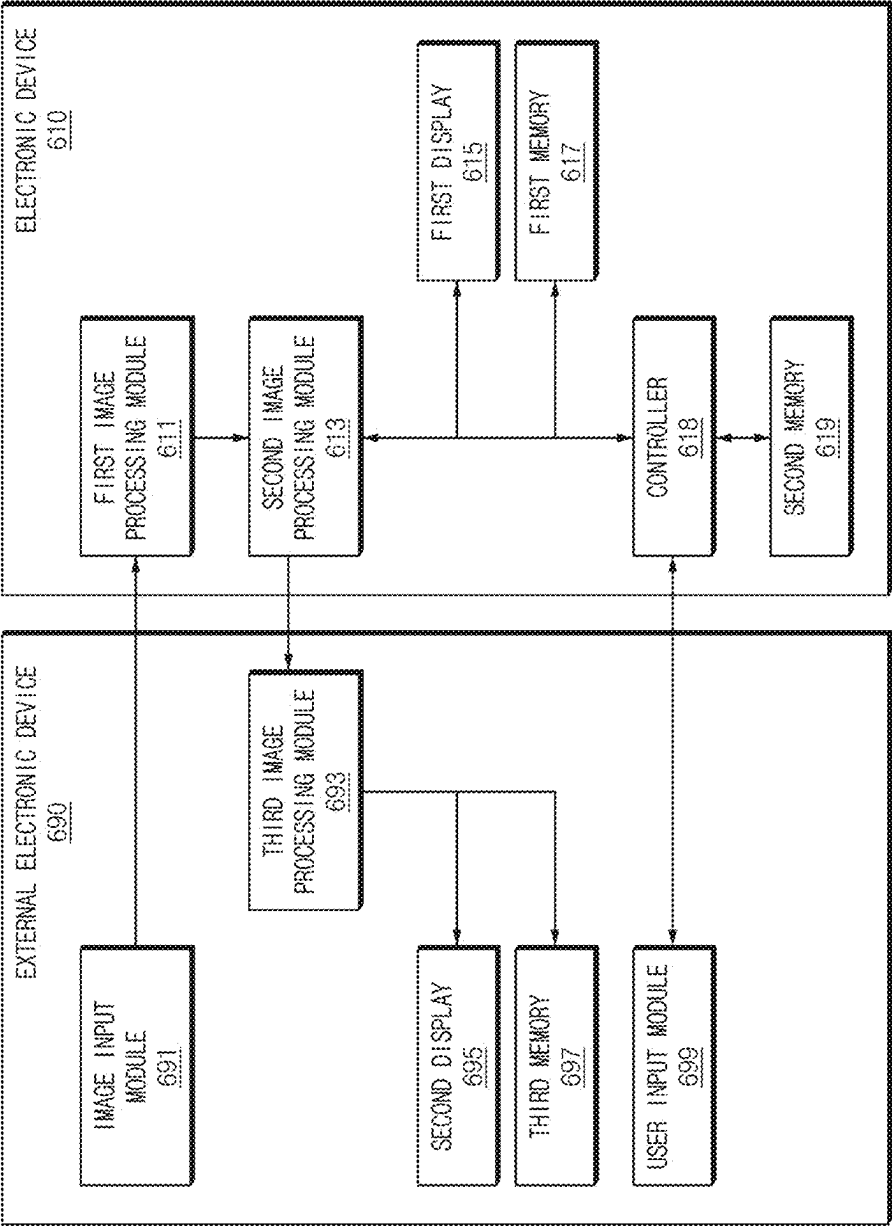 EXTERNAL ELECTRONIC DEVICE
690
IMAGE INPUT
MODULE
691
THIRD IMAGE
PROCESSING MODULE
693
SECOND DISPLAY
695
THIRD MEMORY
697
USER INPUT MODULE
699
ELECTRONIC DEVICE
610
FIRST IMAGE
PROCESSING MODULE
611
SECOND IMAGE
PROCESSING MODULE
613
FIRST DISPLAY
615
FIRST MEMORY
617
CONTROLLER
618
SECOND MEMORY
619